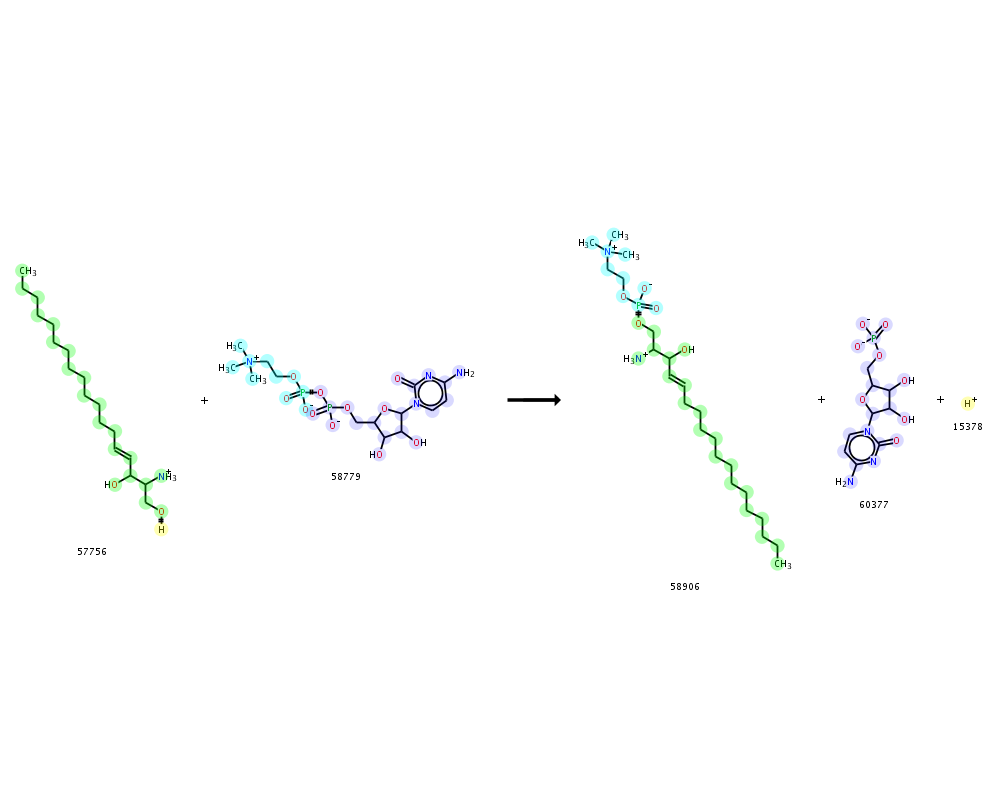 CH3
NH3+
HO
O
H
57756
+
H3C
H3C
N+
CH3
O
O
P
O
O-
P
O
O-
O
O
N
N
O
NH2
HO
OH
58779
H3C
CH3
N+
CH3
O
O-
P
O
O
H3N+
OH
CH3
58906
+
O-
O
P
O-
O
O
OH
OH
N
O
N
H2N
60377
+
H+
15378